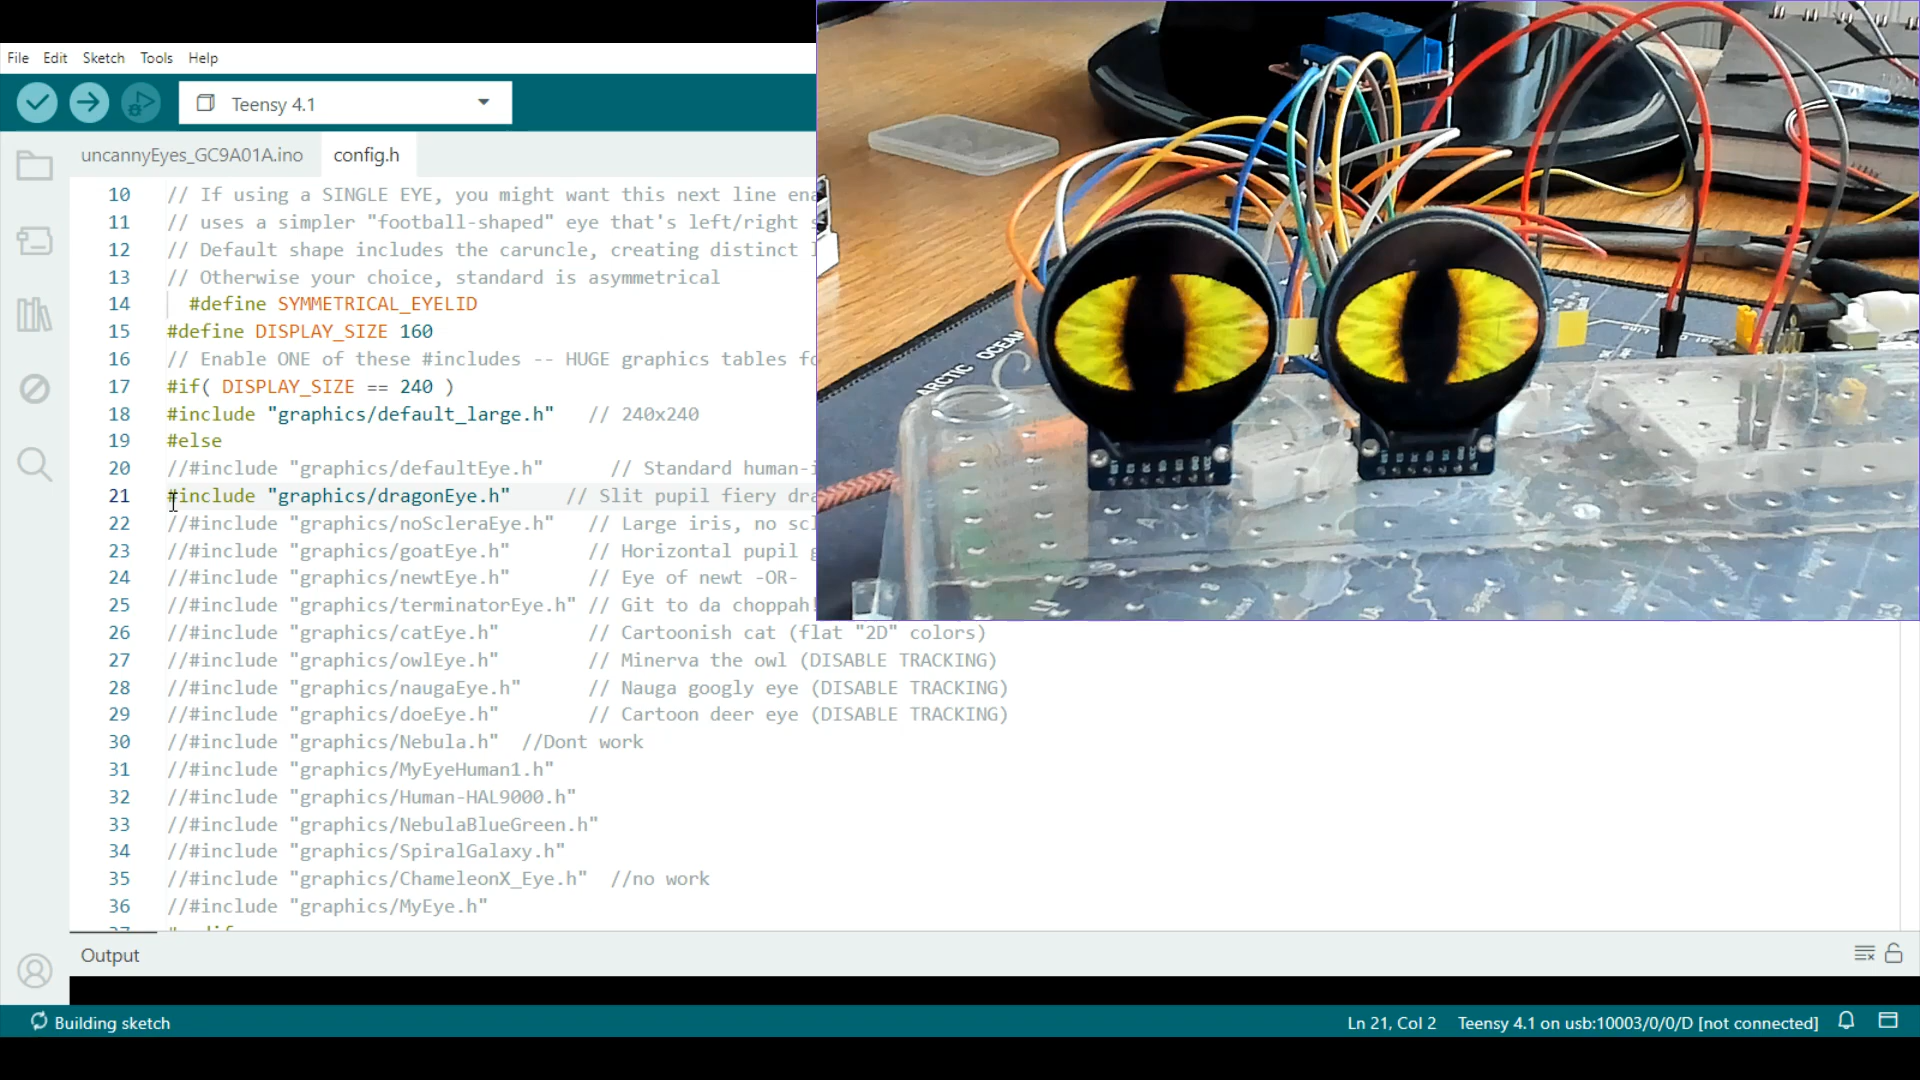 File Edit Sketch Tools Help
Teensy 4.1
uncannyEyes_GC9A01A.ino config.h
10 // If using a SINGLE EYE, you might want this next line
11 // uses a simpler "football-shaped" eye that's left/right
12 // Default shape includes the caruncle, creating distinct
13 // Otherwise your choice, standard is asymmetrical
14 #define SYMMETRICAL_EYELID
15 #define DISPLAY_SIZE 160
16 // Enable ONE of these #includes -- HUGE graphics tables
17 #if( DISPLAY_SIZE == 240 )
18 #include "graphics/default_large.h" // 240x240
19 #else
20 //#include "graphics/defaultEye.h" // Standard
21 #include "graphics/dragonEye.h" // Slit pupil fiery
22 //#include "graphics/noScleraEye.h" // Large iris, no
23 //#include "graphics/goatEye.h" // Horizontal pupil
24 //#include "graphics/newtEye.h" // Eye of newt -OR-
25 //#include "graphics/terminatorEye.h" // Git to da choppah!
26 //#include "graphics/catEye.h" // Cartoonish cat (flat "2D" colors)
27 //#include "graphics/owlEye.h" // Minerva the owl (DISABLE TRACKING)
28 //#include "graphics/naugaEye.h" // Nauga googly eye (DISABLE TRACKING)
29 //#include "graphics/doeEye.h" // Cartoon deer eye (DISABLE TRACKING)
30 //#include "graphics/Nebula.h" //Dont work
31 //#include "graphics/MyEyeHuman1.h"
32 //#include "graphics/Human-HAL9000.h"
33 //#include "graphics/NebulaBlueGreen.h"
34 //#include "graphics/SpiralGalaxy.h"
35 //#include "graphics/ChameleonX_Eye.h" //no work
36 //#include "graphics/MyEye.h"
Output
Building sketch
Ln 21, Col 2 Teensy 4.1 on usb:10003/0/0/D [not connected]
ARCTIC OCEAN